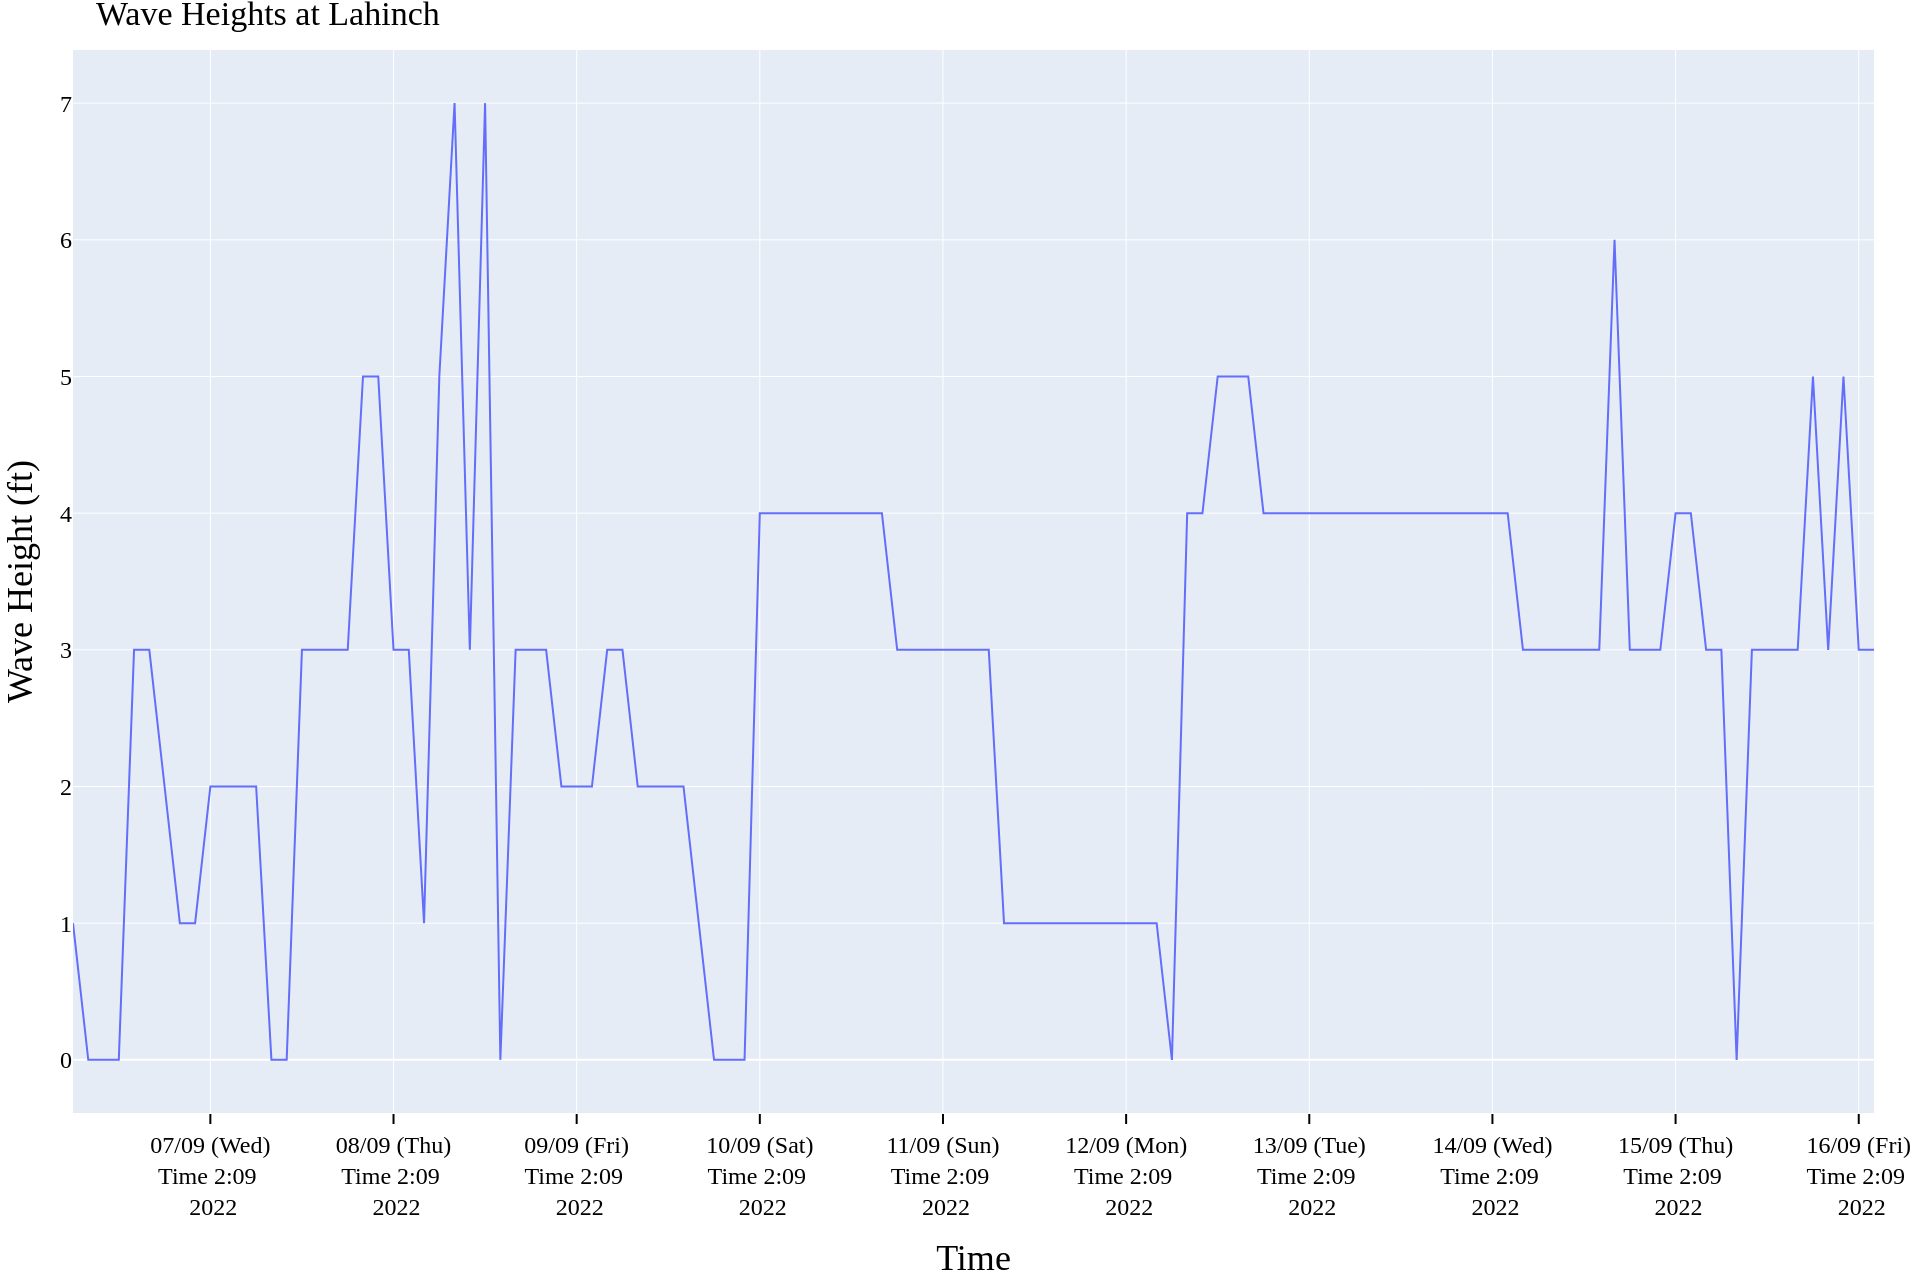 Wave Heights at Lahinch
Wave Height (ft)
7
6
5
4
3
2
1
0
07/09 (Wed)
Time 2:09
2022
08/09 (Thu)
Time 2:09
2022
09/09 (Fri)
Time 2:09
2022
10/09 (Sat)
Time 2:09
2022
11/09 (Sun)
Time 2:09
2022
12/09 (Mon)
Time 2:09
2022
13/09 (Tue)
Time 2:09
2022
14/09 (Wed)
Time 2:09
2022
15/09 (Thu)
Time 2:09
2022
16/09 (Fri)
Time 2:09
2022
Time